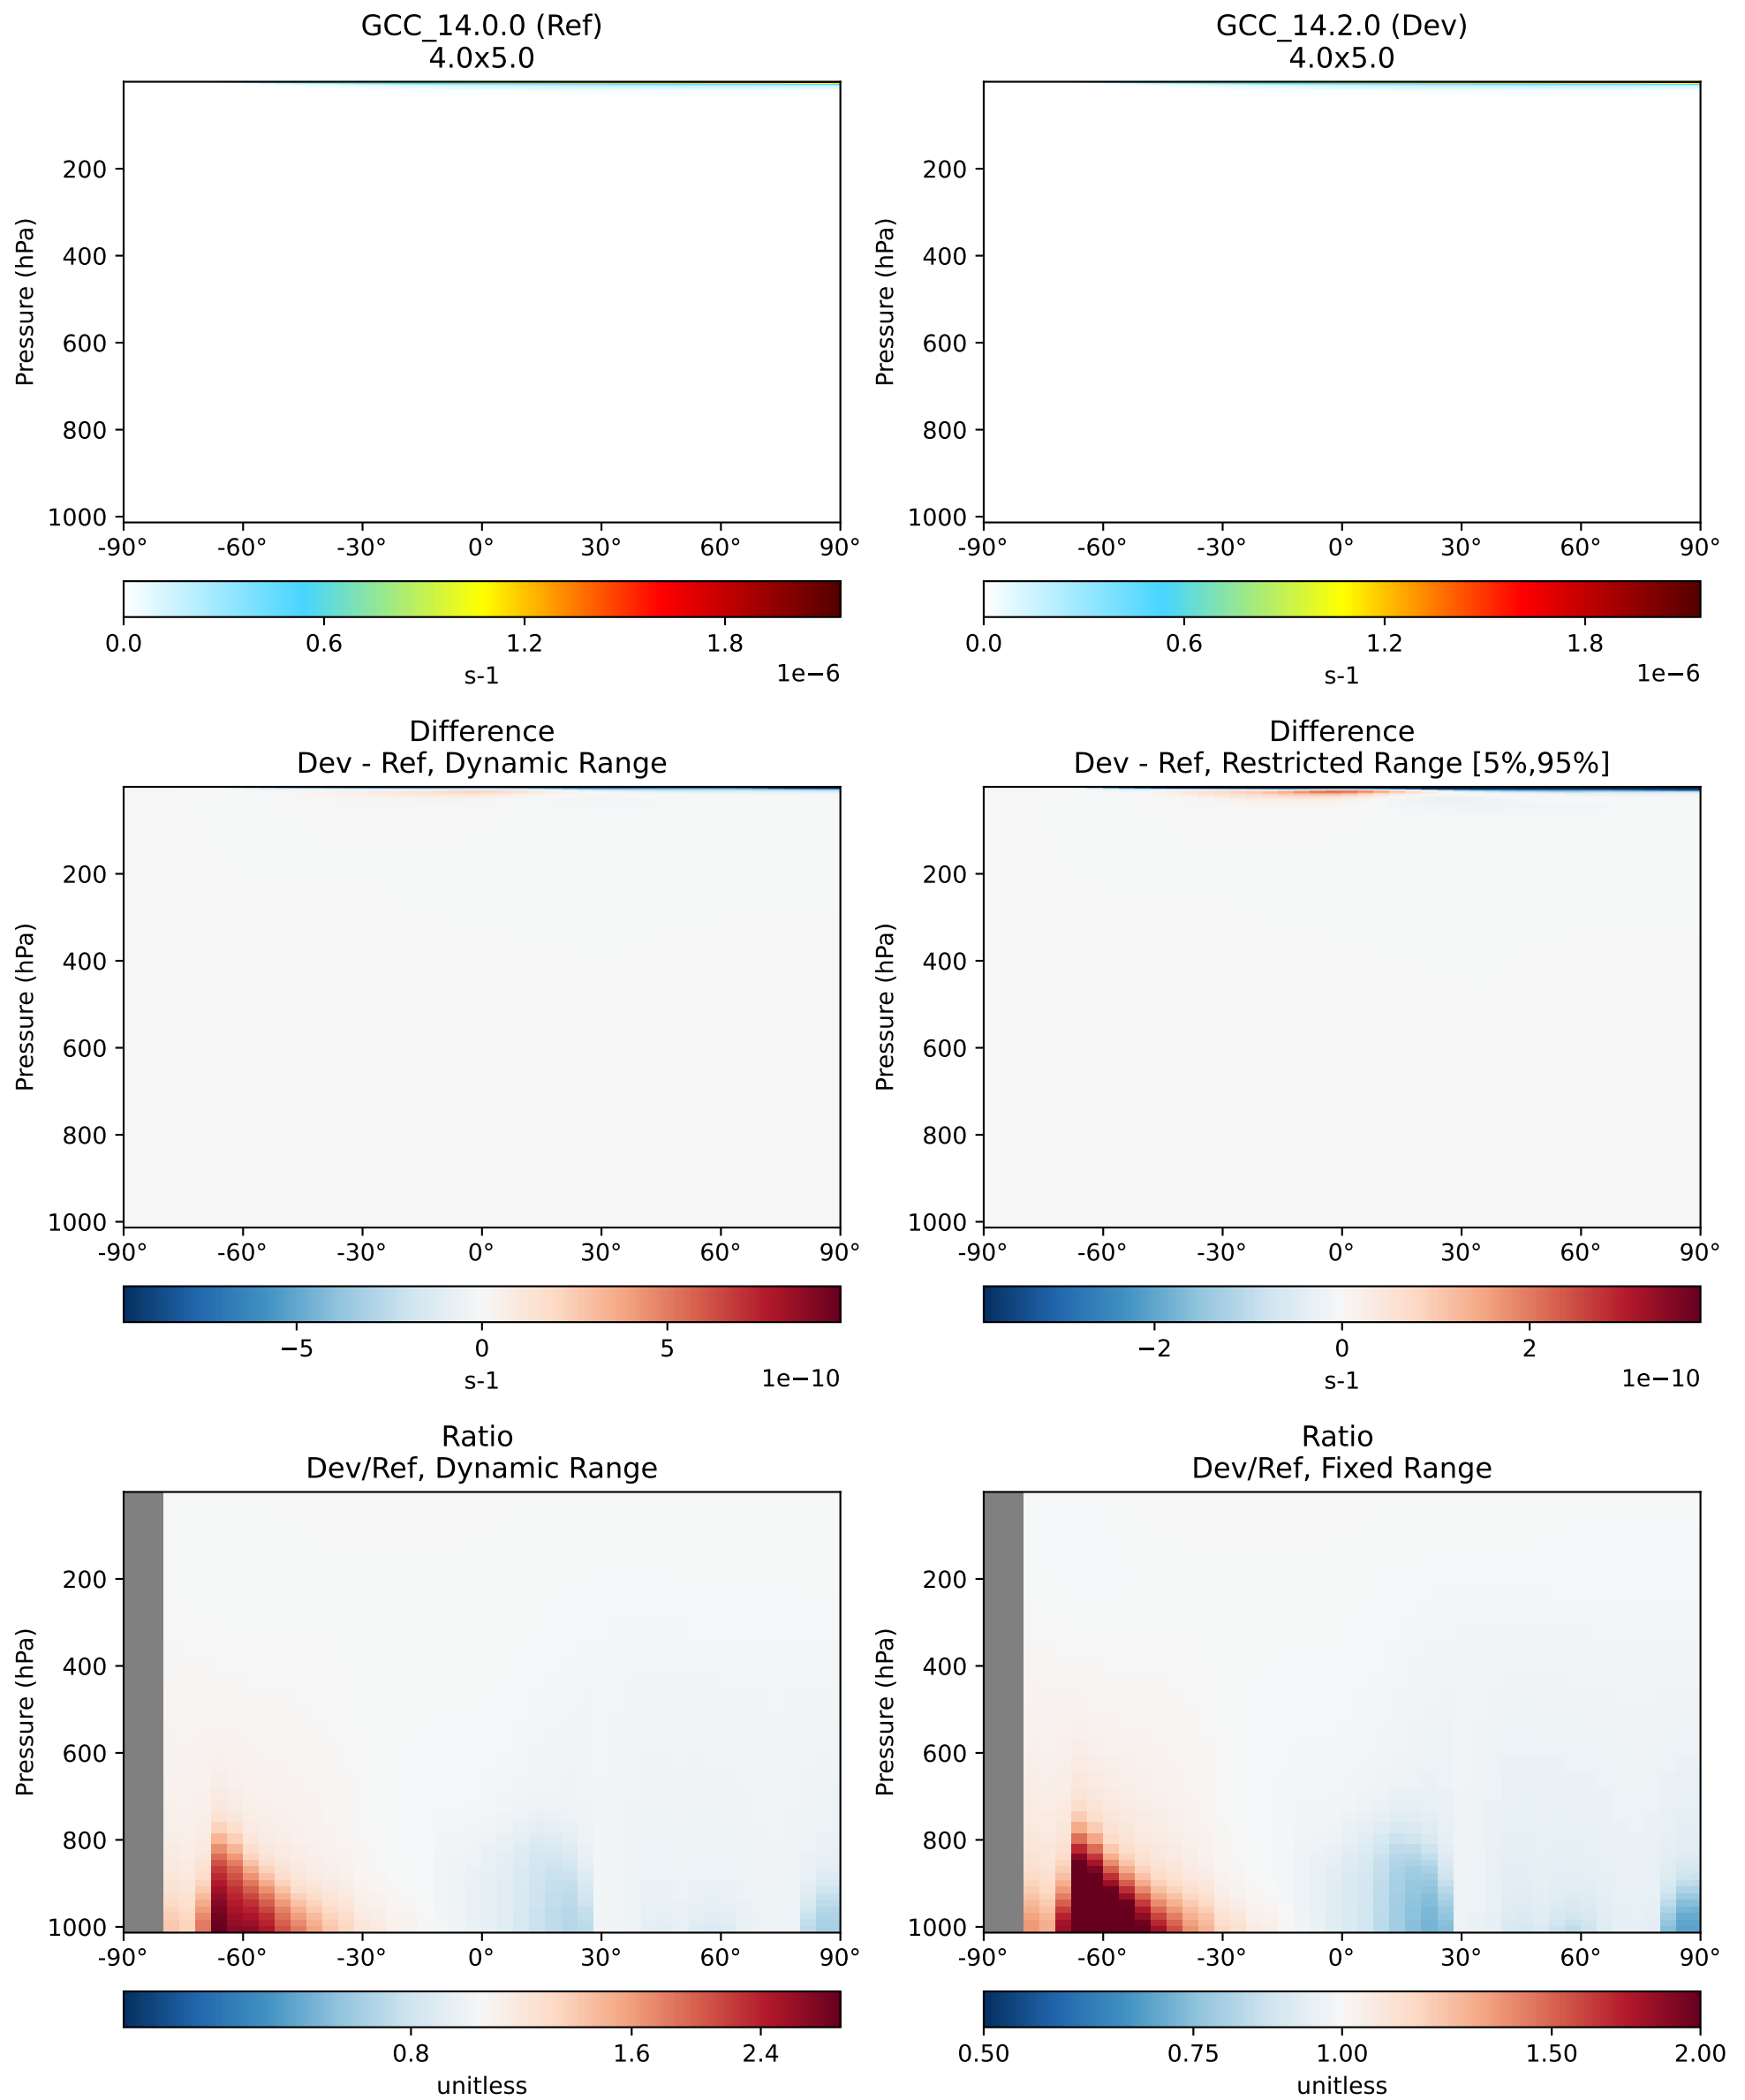 GCC_14.0.0 (Ref)
4.0x5.0
Pressure (hPa)
200
400
600
800
1000
-90° -60° -30° 0° 30° 60° 90°
0.0 0.6 1.2 1.8
s-1
1e−6
GCC_14.2.0 (Dev)
4.0x5.0
Pressure (hPa)
200
400
600
800
1000
-90° -60° -30° 0° 30° 60° 90°
0.0 0.6 1.2 1.8
s-1
1e−6
Difference
Dev - Ref, Dynamic Range
Pressure (hPa)
200
400
600
800
1000
-90° -60° -30° 0° 30° 60° 90°
−5 0 5
s-1
1e−10
Difference
Dev - Ref, Restricted Range [5%,95%]
Pressure (hPa)
200
400
600
800
1000
-90° -60° -30° 0° 30° 60° 90°
−2 0 2
s-1
1e−10
Ratio
Dev/Ref, Dynamic Range
Pressure (hPa)
200
400
600
800
1000
-90° -60° -30° 0° 30° 60° 90°
0.8 1.6 2.4
unitless
Ratio
Dev/Ref, Fixed Range
Pressure (hPa)
200
400
600
800
1000
-90° -60° -30° 0° 30° 60° 90°
0.50 0.75 1.00 1.50 2.00
unitless